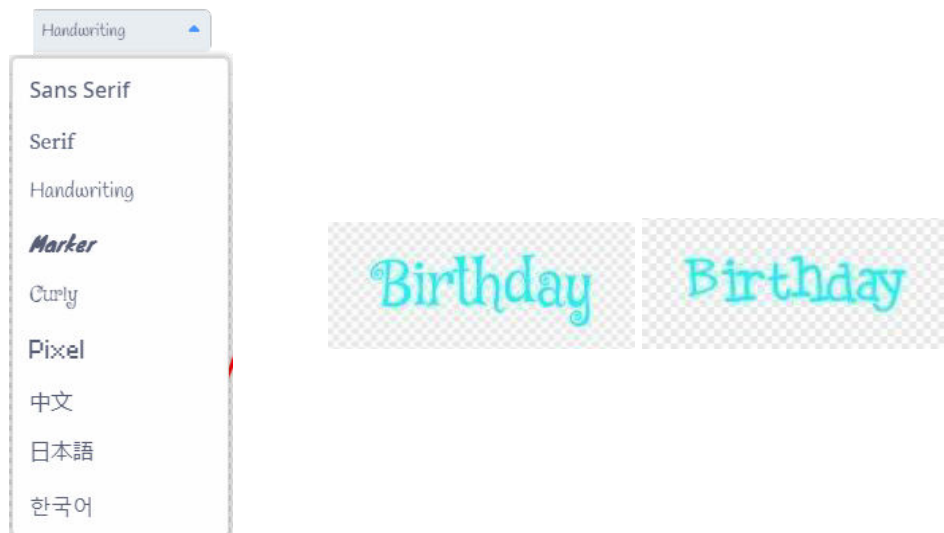 Handwriting
Sans Serif
Serif
Handwriting
Marker
Curly
Pixel
中文
日本語
한국어
Birthday
Birthday